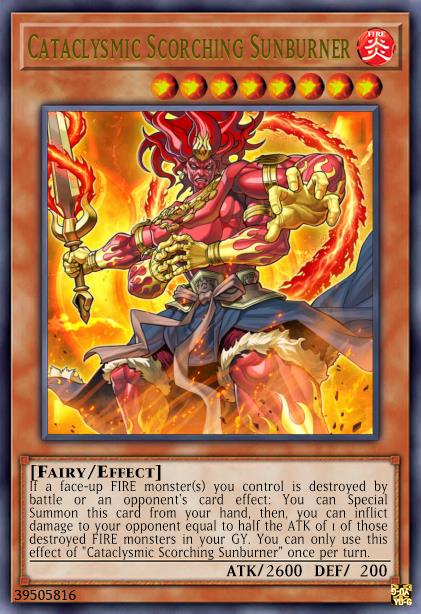 Cataclysmic Scorching Sunburner
FIRE
炎
[Fairy/Effect]
If a face-up FIRE monster(s) you control is destroyed by
battle or an opponent's card effect: You can Special
Summon this card from your hand, then, you can inflict
damage to your opponent equal to half the ATK of 1 of those
destroyed FIRE monsters in your GY. You can only use this
effect of "Cataclysmic Scorching Sunburner" once per turn.
ATK/2600 DEF/ 200
39505816